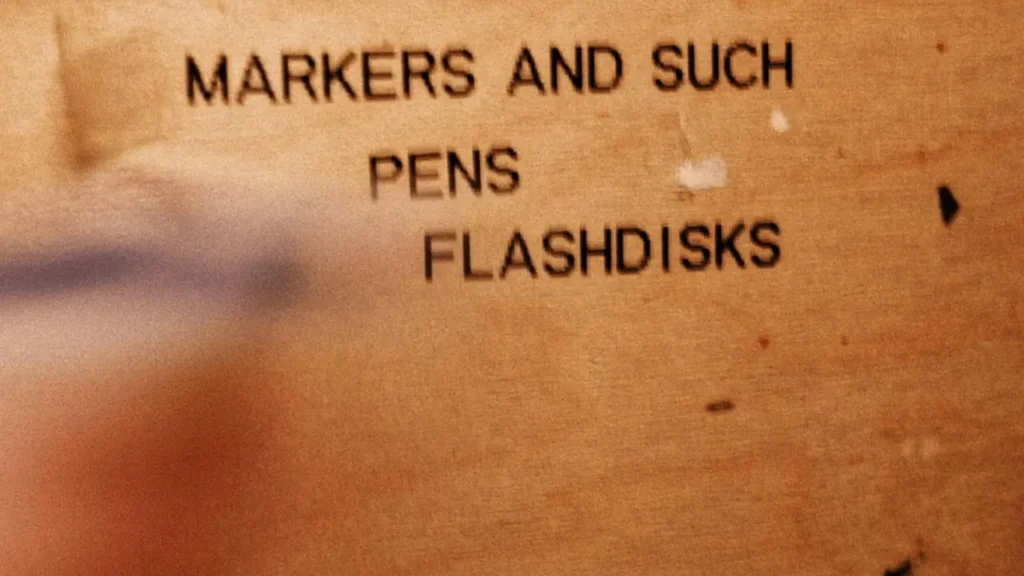 MARKERS AND SUCH
PENS
FLASHDISKS